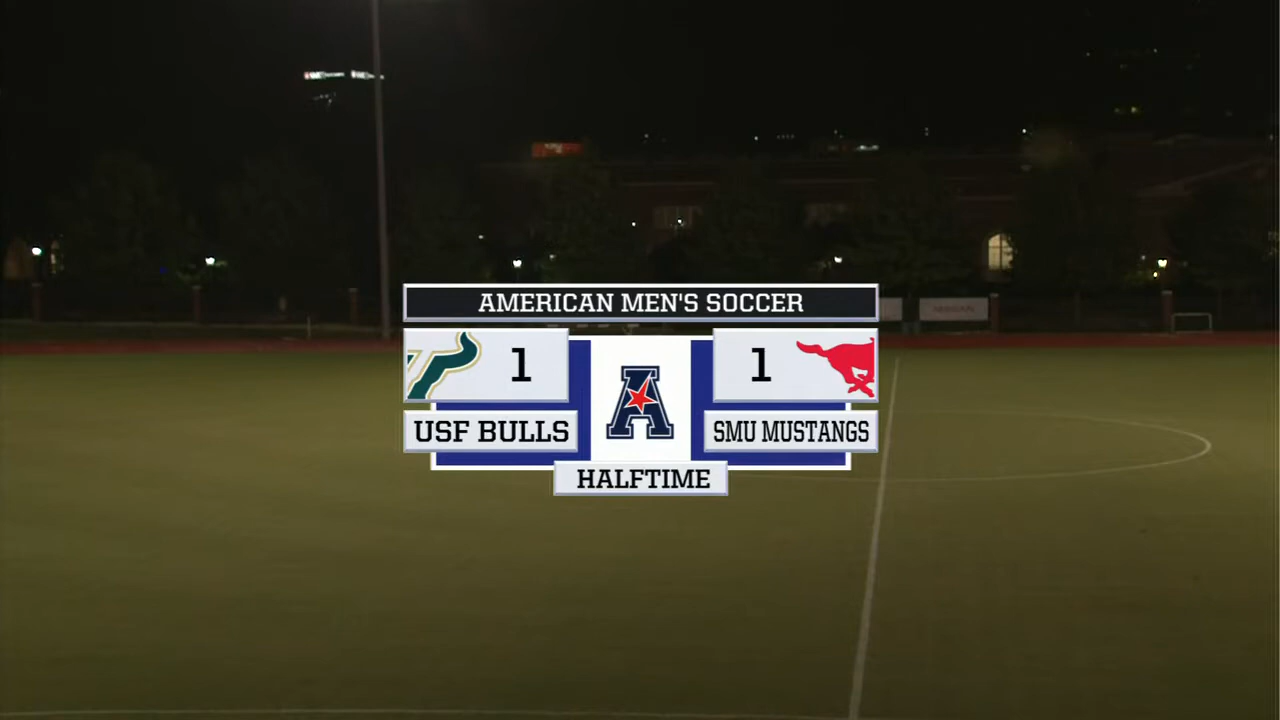 AMERICAN MEN'S SOCCER
1 1
USF BULLS SMU MUSTANGS
HALFTIME